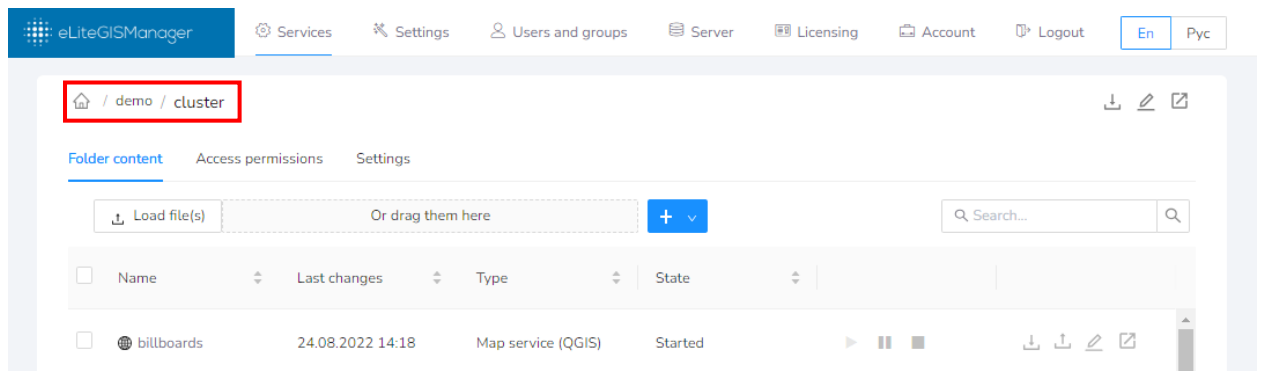 eLiteGISManager Services Settings Users and groups Server Licensing Account Logout En Рус
/ demo / cluster
Folder content Access permissions Settings
Load file(s) Or drag them here + Search...
Name Last changes Type State
billboards 24.08.2022 14:18 Map service (QGIS) Started